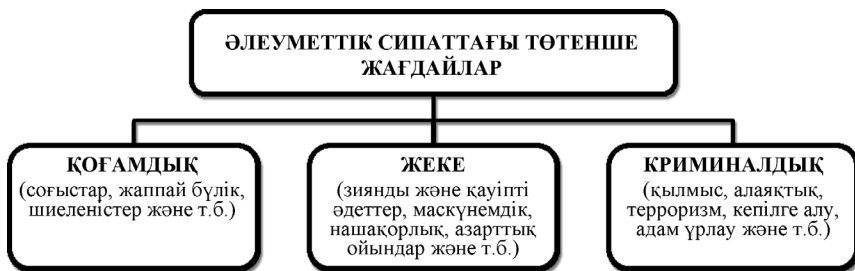 ӘЛЕУМЕТТІК СИПАТТАҒЫ ТӨТЕНШЕ
ЖАҒДАЙЛАР
ҚОҒАМДЫҚ
(соғыстар, жаппай бүлік,
шиеленістер және т.б.)
ЖЕКЕ
(зиянды және қауіпті
әдеттер, маскүнемдік,
нашақорлық, азарттық
ойындар және т.б.)
КРИМИНАЛДЫҚ
(қылмыс, алаяқтық,
терроризм, кепілге алу,
адам ұрлау және т.б.)